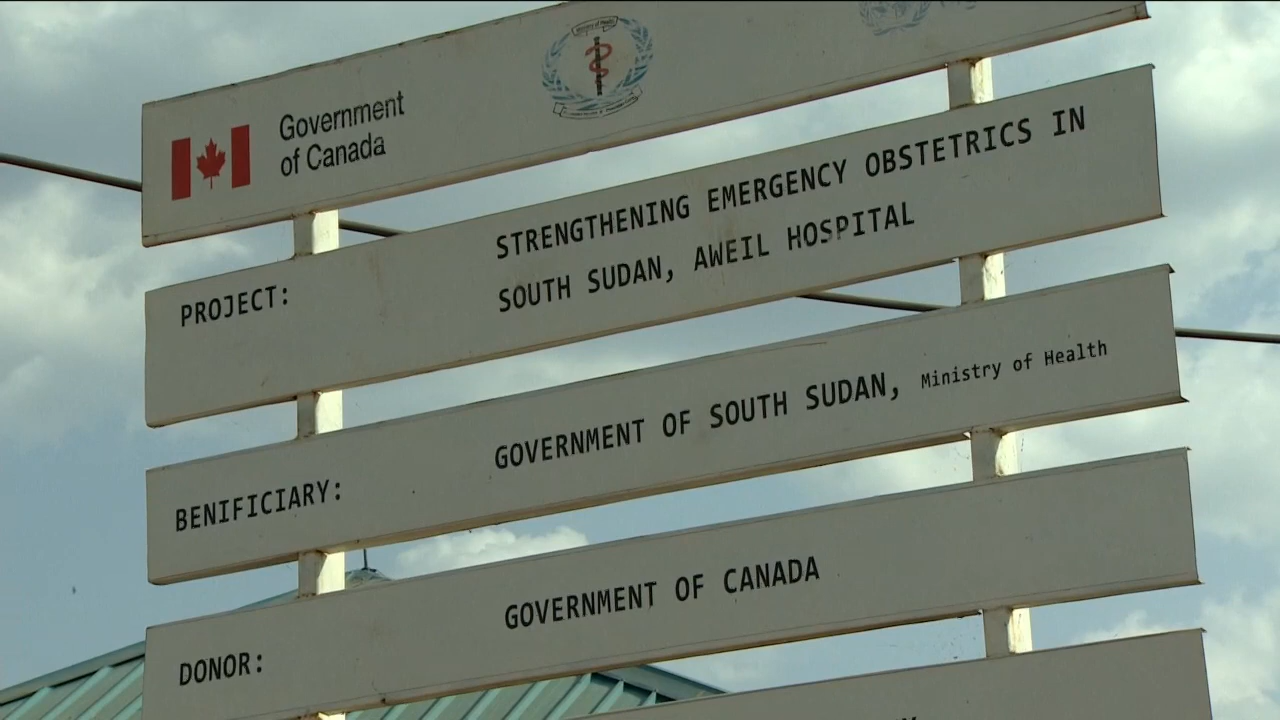 Government
of Canada
PROJECT:
STRENGTHENING EMERGENCY OBSTETRICS IN
SOUTH SUDAN, AWEIL HOSPITAL
BENIFICIARY:
GOVERNMENT OF SOUTH SUDAN, Ministry of Health
DONOR:
GOVERNMENT OF CANADA